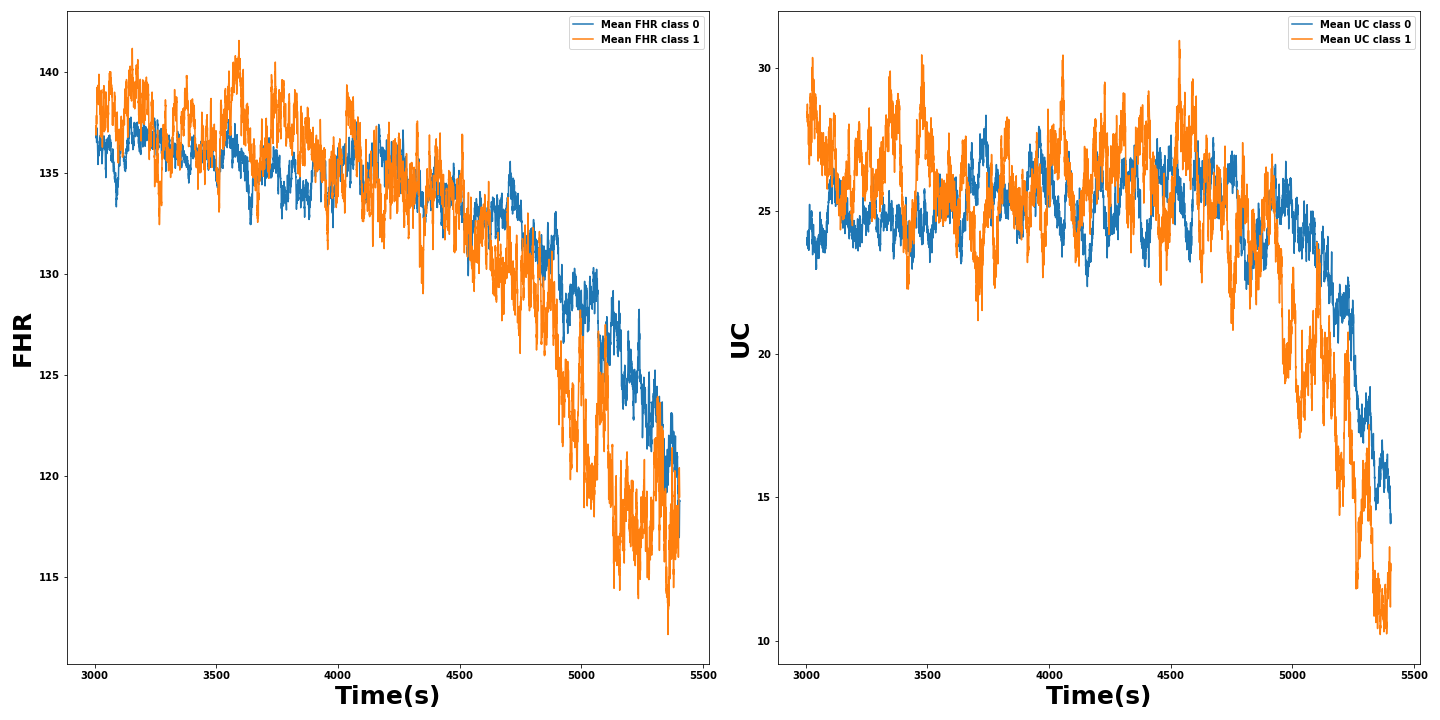 Mean FHR class 0
Mean FHR class 1
140
135
130
125
120
115
FHR
3000 3500 4000 4500 5000 5500
Time(s)
Mean UC class 0
Mean UC class 1
30
25
20
15
10
UC
3000 3500 4000 4500 5000 5500
Time(s)